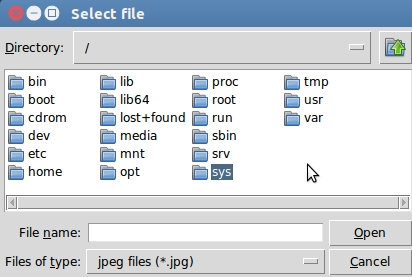 Select file
Directory: /
bin lib proc tmp
boot lib64 root usr
cdrom lost+found run var
dev media sbin
etc mnt srv
home opt sys
File name: Open
Files of type: jpeg files (*.jpg) Cancel